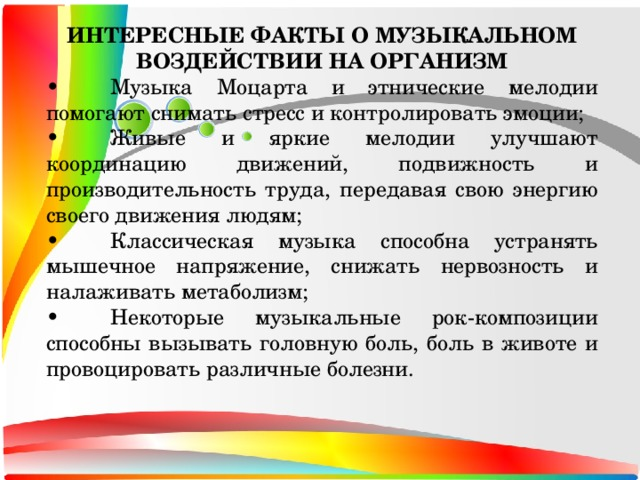 ИНТЕРЕСНЫЕ ФАКТЫ О МУЗЫКАЛЬНОМ
ВОЗДЕЙСТВИИ НА ОРГАНИЗМ
• Музыка Моцарта и этнические мелодии
помогают снимать стресс и контролировать эмоции;
• Живые и яркие мелодии улучшают
координацию движений, подвижность и
производительность труда, передавая свою энергию
своего движения людям;
• Классическая музыка способна устранять
мышечное напряжение, снижать нервозность и
налаживать метаболизм;
• Некоторые музыкальные рок-композиции
способны вызывать головную боль, боль в животе и
провоцировать различные болезни.